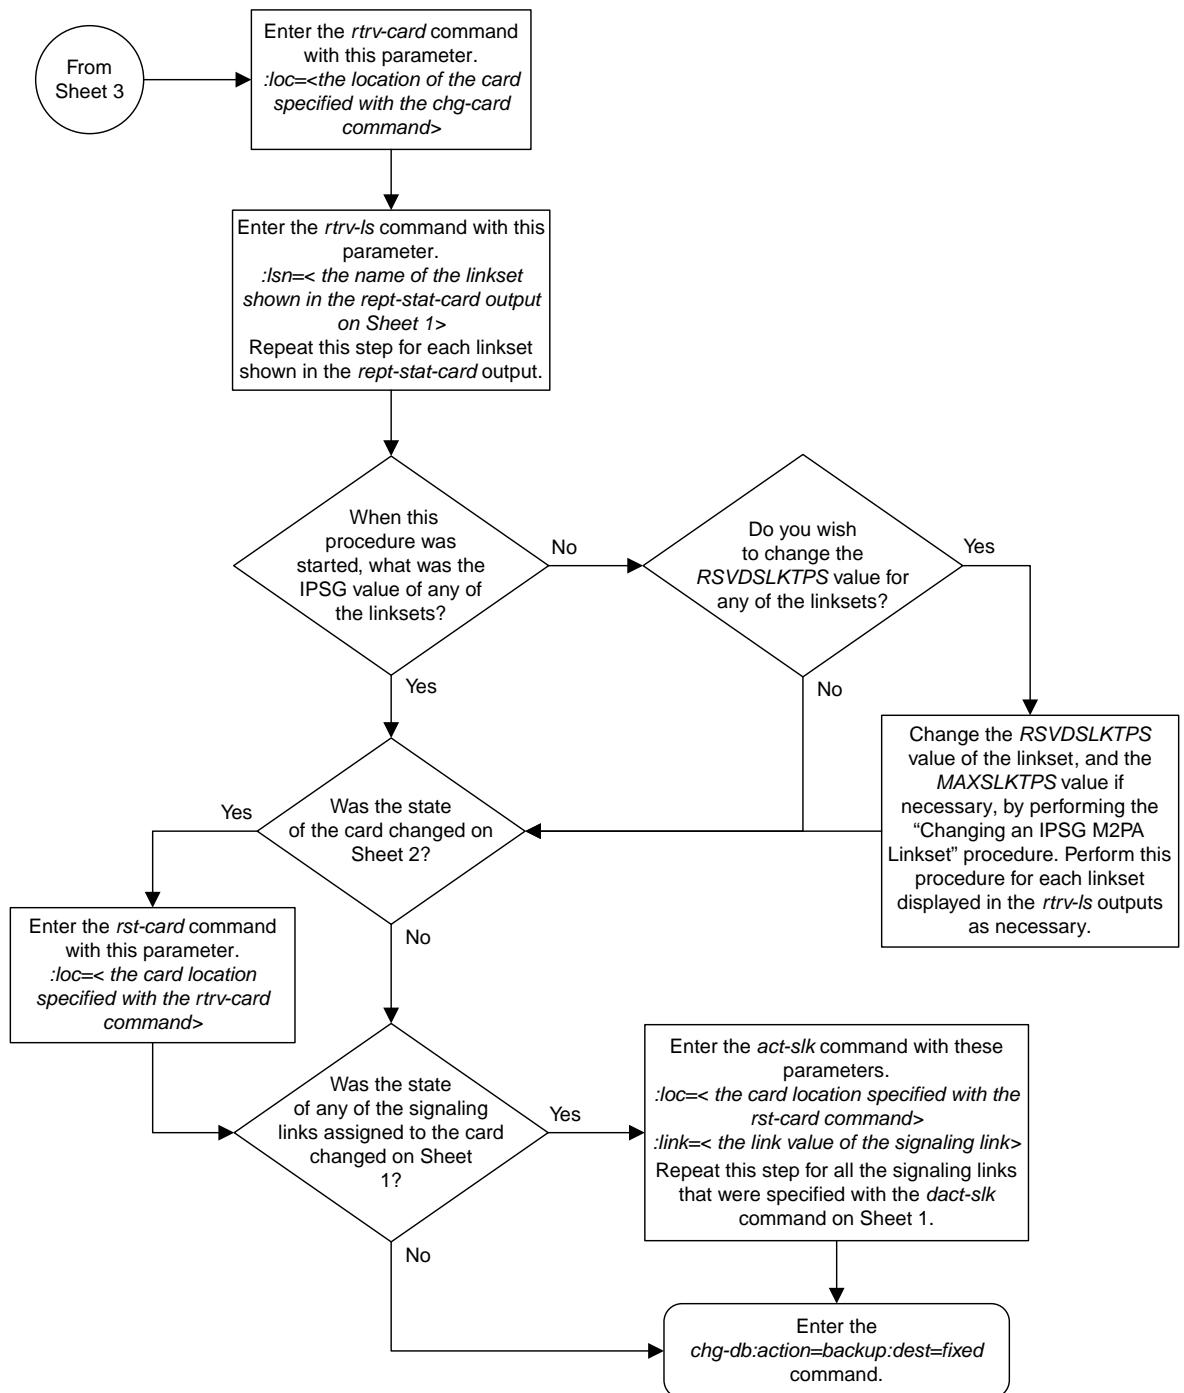 From
Sheet 3
Enter the rtrv-card command
with this parameter.
:loc=<the location of the card
specified with the chg-card
command>
Enter the rtrv-ls command with this
parameter.
:lsn=< the name of the linkset
shown in the rept-stat-card output
on Sheet 1>
Repeat this step for each linkset
shown in the rept-stat-card output.
When this
procedure was
started, what was the
IPSG value of any of
the linksets?
No
Do you wish
to change the
RSVDSLKTPS value for
any of the linksets?
Yes
Yes
No
Change the RSVDSLKTPS
value of the linkset, and the
MAXSLKTPS value if
necessary, by performing the
“Changing an IPSG M2PA
Linkset” procedure. Perform this
procedure for each linkset
displayed in the rtrv-ls outputs
as necessary.
Was the state
of the card changed on
Sheet 2?
Yes
No
Enter the rst-card command
with this parameter.
:loc=< the card location
specified with the rtrv-card
command>
Was the state
of any of the signaling
links assigned to the card
changed on Sheet
1?
Yes
No
Enter the act-slk command with these
parameters.
:loc=< the card location specified with the
rst-card command>
:link=< the link value of the signaling link>
Repeat this step for all the signaling links
that were specified with the dact-slk
command on Sheet 1.
Enter the
chg-db:action=backup:dest=fixed
command.